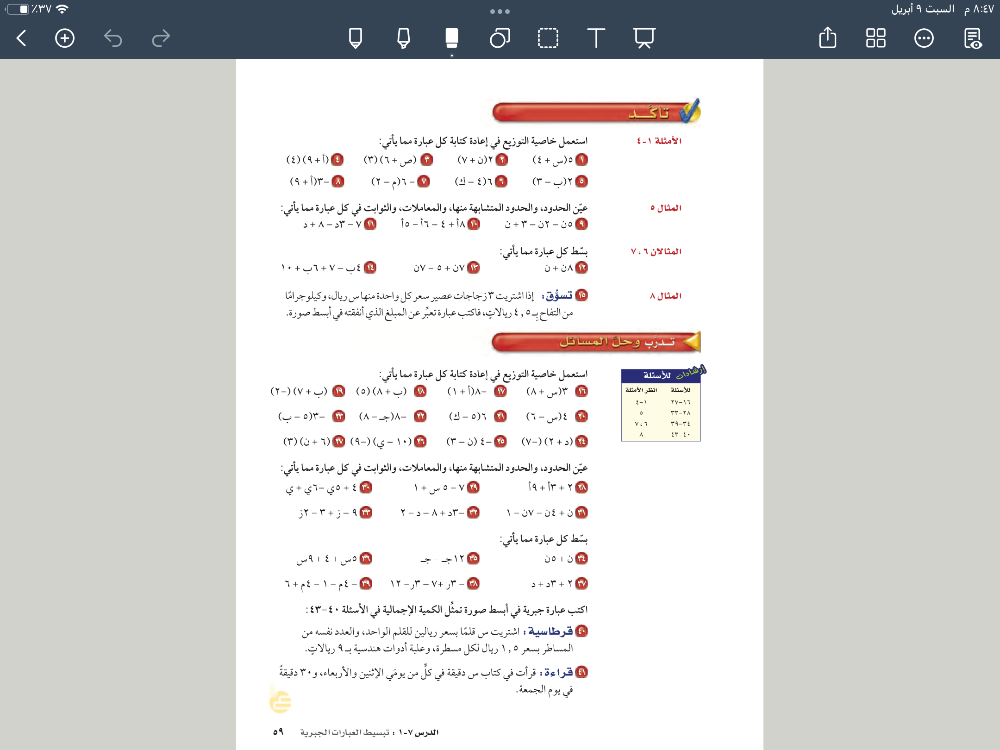 ٨:٤٧ م السبت ٩ أبريل
٪٣٧
تأكَّد
الأمثلة ١-٤
استعمل خاصية التوزيع في إعادة كتابة كل عبارة مما يأتي:
١ ٥(س + ٤) ٢ ٢(ن + ٧) ٣ (ص + ٦) (٣) ٤ (أ + ٩) (٤)
٥ ٢(ب – ٣) ٦ ٦(٤ – ك) ٧ – ٦(م – ٢) ٨ –٣(أ + ٩)
المثال ٥
عيّن الحدود، والحدود المتشابهة منها، والمعاملات، والثوابت في كل عبارة مما يأتي:
٩ ٥ن – ٢ن – ٣ + ن ١٠ ٨أ + ٤ – ٦أ – ٥أ ١١ ٧ – ٣د – ٨ + د
المثالان ٦ ، ٧
بسّط كل عبارة مما يأتي:
١٢ ٨ن + ن ١٣ ٧ن + ٥ – ٧ن ١٤ ٤ب – ٧ + ٦ب + ١٠
المثال ٨
١٥ تسوُّق: إذا اشتريت ٣ زجاجات عصير سعر كل واحدة منها س ريال، وكيلوجرامًا
من التفاح بِـ ٤,٥ ريالاتٍ، فاكتب عبارة تعبِّر عن المبلغ الذي أنفقته في أبسط صورة.
تـدرَّب وحلَّ المسائل
إرشادات للأسئلة
للأسئلة انظر الأمثلة
١٦–٢٧ ١–٤
٢٨–٣٣ ٥
٣٤–٣٩ ٦ ، ٧
٤٠–٤٣ ٨
استعمل خاصية التوزيع في إعادة كتابة كل عبارة مما يأتي:
١٦ ٣(س + ٨) ١٧ –٨(أ + ١) ١٨ (ب + ٨) (٥) ١٩ (ب + ٧) (–٢)
٢٠ ٤(س – ٦) ٢١ ٦(٥ – ك) ٢٢ –٨(جـ – ٨) ٢٣ –٣(٥ – ب)
٢٤ (د + ٢) (–٧) ٢٥ –٤ (ن – ٣) ٢٦ (١٠ – ي) (–٩) ٢٧ (٦ + ن) (٣)
عيّن الحدود، والحدود المتشابهة منها، والمعاملات، والثوابت في كل عبارة مما يأتي:
٢٨ ٢ + ٣أ + ٩أ ٢٩ ٧ – ٥ س + ١ ٣٠ ٤ + ٥ي –٦ي + ي
٣١ ن + ٤ن – ٧ن – ١ ٣٢ –٣د + ٨ – د – ٢ ٣٣ ٩ – ز + ٣ – ٢ز
بسّط كل عبارة مما يأتي:
٣٤ ن + ٥ن ٣٥ ١٢جـ – جـ ٣٦ ٥س + ٤ + ٩س
٣٧ ٢ + ٣د + د ٣٨ – ٣ر +٧ – ٣ر– ١٢ ٣٩ – ٤م – ١ – ٤م + ٦
اكتب عبارة جبرية في أبسط صورة تمثِّل الكمية الإجمالية في الأسئلة ٤٠–٤٣:
٤٠ قرطاسية: اشتريت س قلمًا بسعر ريالين للقلم الواحد، والعدد نفسه من
المساطر بسعر ١,٥ ريال لكل مسطرة، وعلبة أدوات هندسية بـ ٩ ريالاتٍ.
٤١ قراءة: قرأت في كتاب س دقيقة في كلٍّ من يومَي الإثنين والأربعاء، و٣٠ دقيقةً
في يوم الجمعة.
الدرس ٧-١ : تبسيط العبارات الجبرية ٥٩